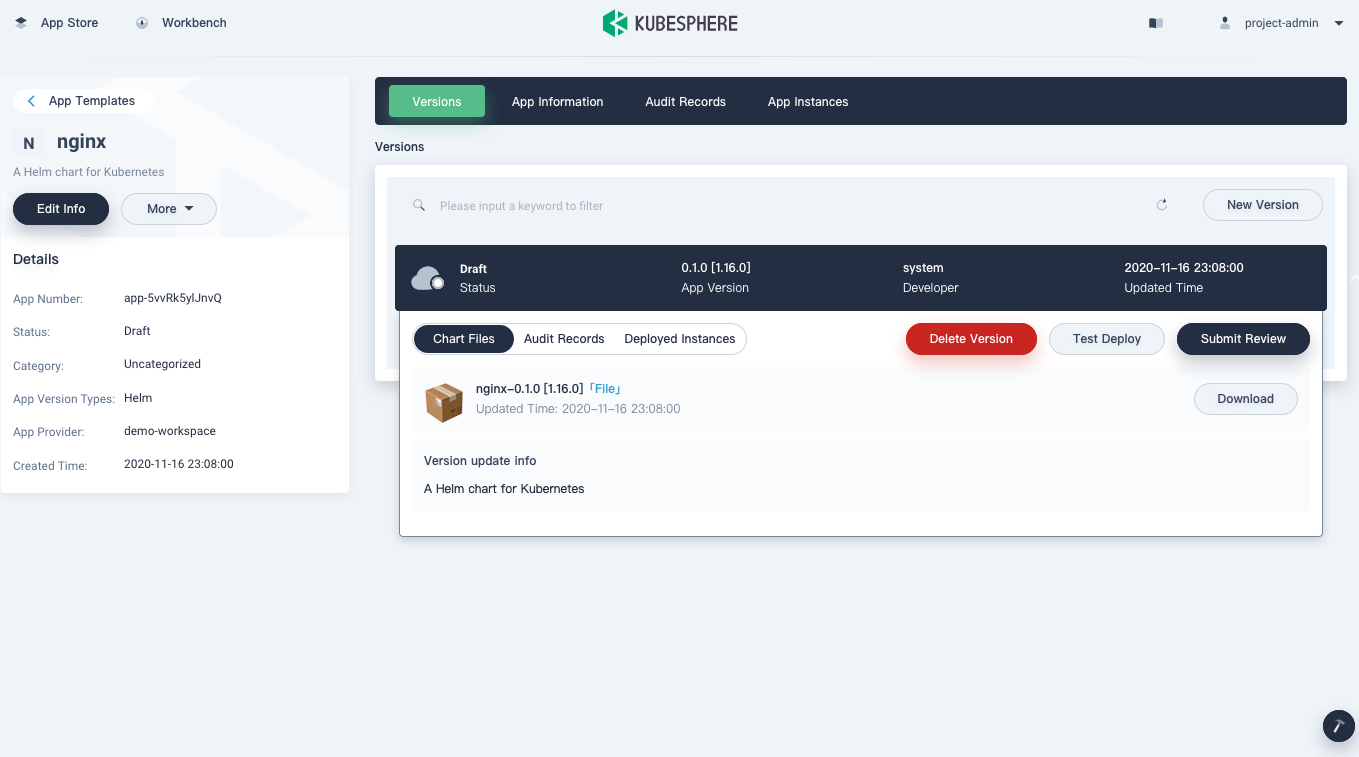 App Store
Workbench
KUBESPHERE
project-admin
App Templates
N
nginx
A Helm chart for Kubernetes
Edit Info
More
Details
App Number: app-5vvRk5ylJnvQ
Status: Draft
Category: Uncategorized
App Version Types: Helm
App Provider: demo-workspace
Created Time: 2020-11-16 23:08:00
Versions
App Information
Audit Records
App Instances
Versions
Please input a keyword to filter
New Version
Draft
Status
0.1.0 [1.16.0]
App Version
system
Developer
2020-11-16 23:08:00
Updated Time
Chart Files
Audit Records
Deployed Instances
Delete Version
Test Deploy
Submit Review
nginx-0.1.0 [1.16.0]「File」
Updated Time: 2020-11-16 23:08:00
Download
Version update info
A Helm chart for Kubernetes